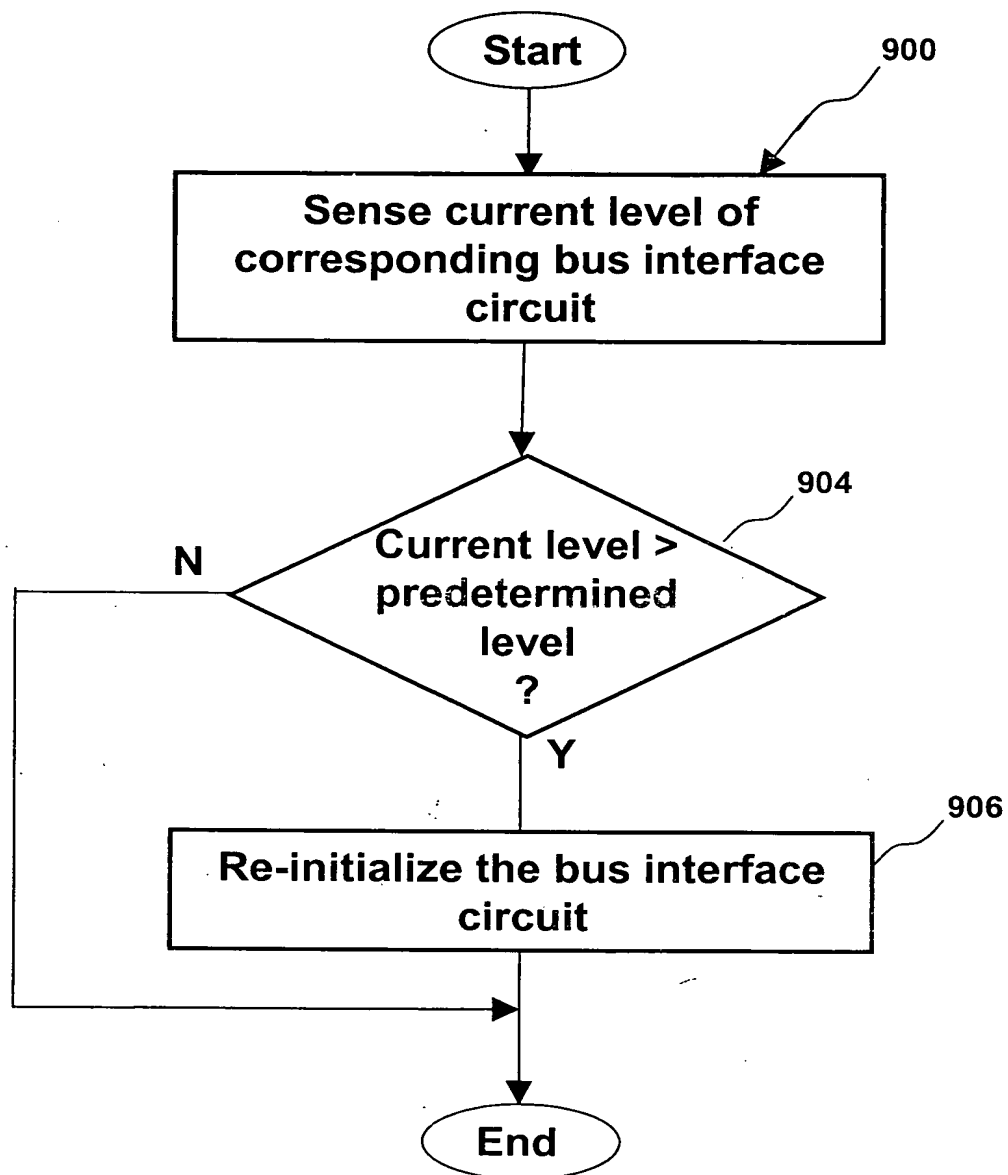 Start
900
Sense current level of
corresponding bus interface
circuit
904
Current level >
predetermined
level
?
N
Y
906
Re-initialize the bus interface
circuit
End